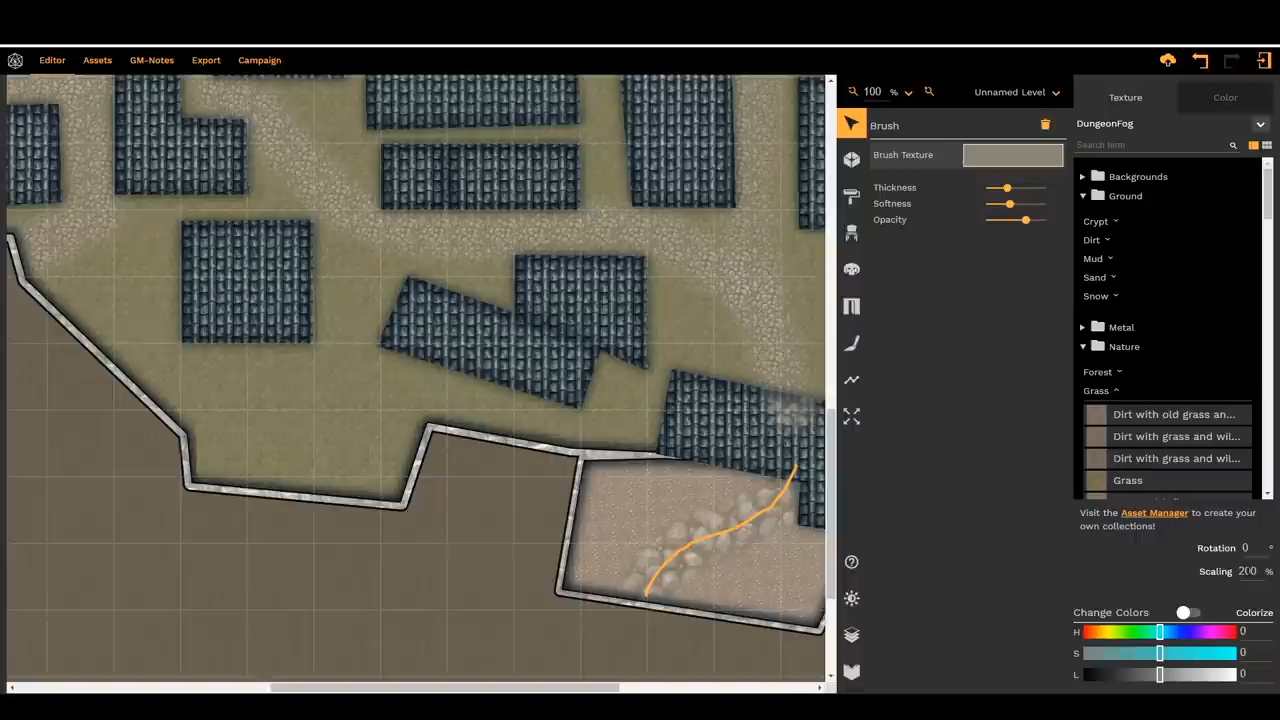 Editor Assets GM-Notes Export Campaign
100 % Unnamed Level
Texture Color
Brush
DungeonFog
Search term
Brush Texture
Thickness
Softness
Opacity
Backgrounds
Ground
Crypt
Dirt
Mud
Sand
Snow
Metal
Nature
Forest
Grass
Dirt with old grass an...
Dirt with grass and wil...
Dirt with grass and wil...
Grass
Visit the Asset Manager to create your
own collections!
Rotation 0 °
Scaling 200 %
Change Colors Colorize
H 0
S 0
L 0